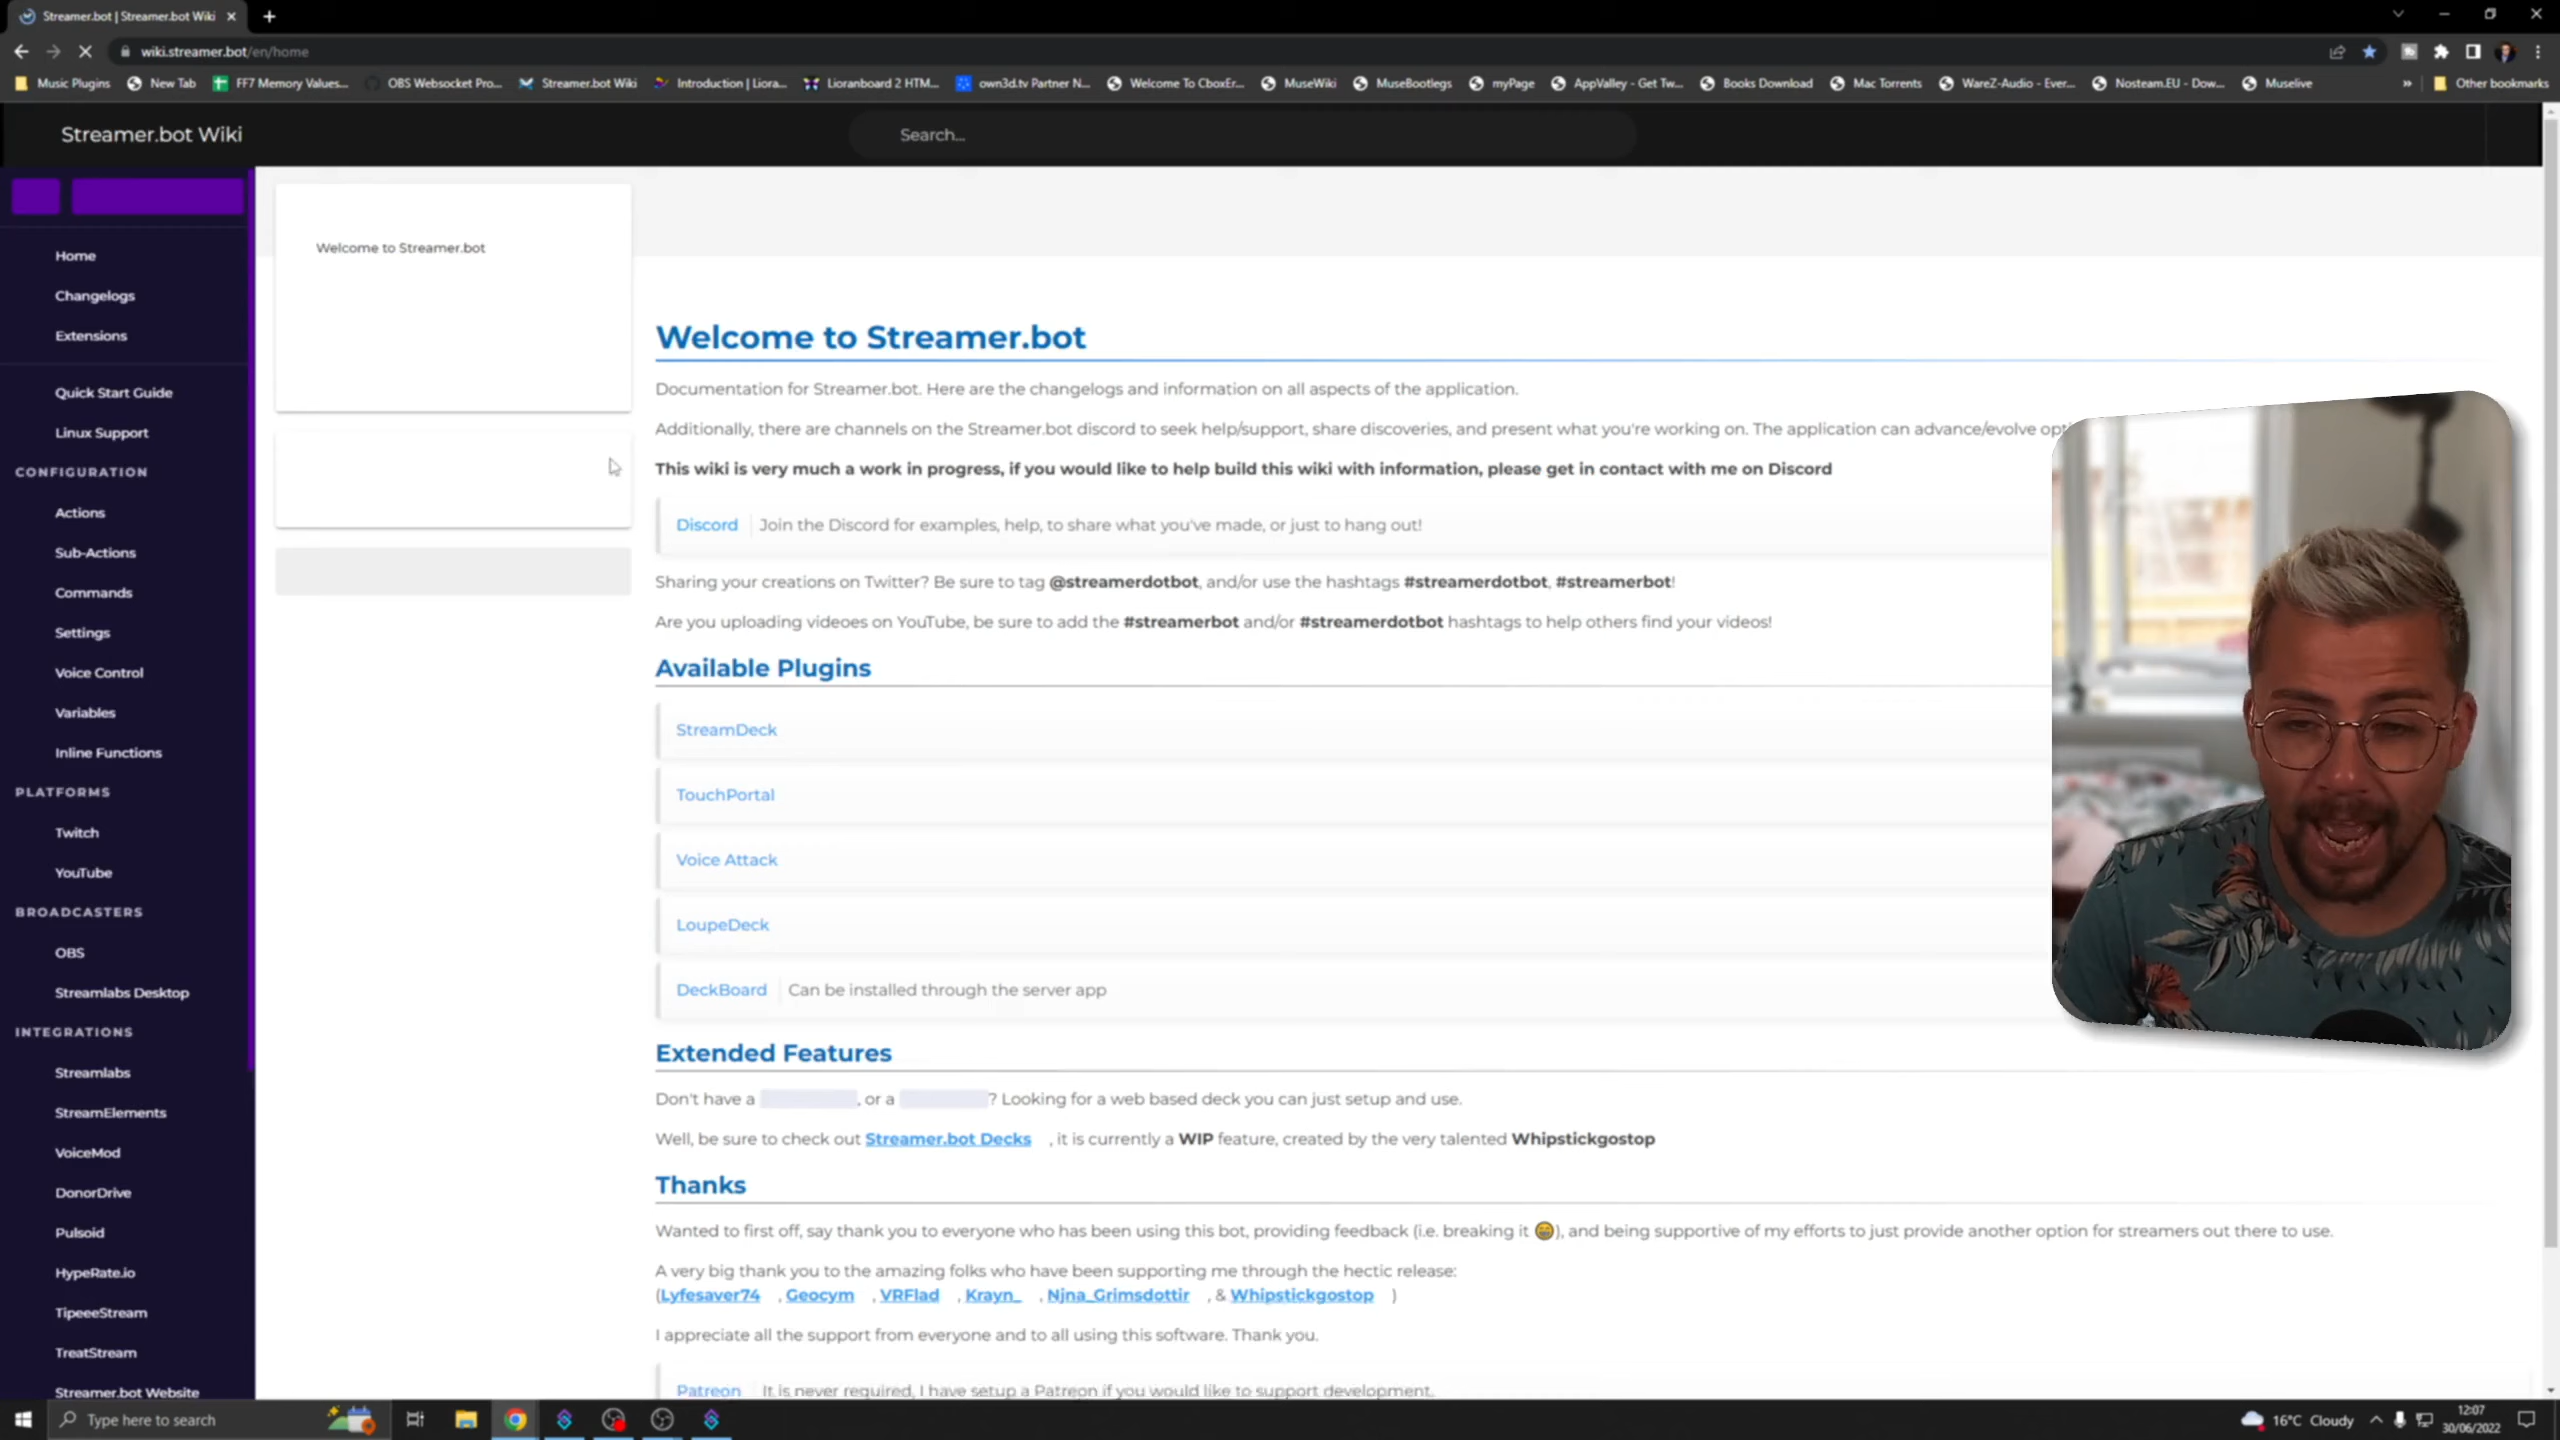 Streamer.bot | Streamer.bot Wiki
wiki.streamer.bot/en/home
Music Plugins
New Tab
FF7 Memory Values...
OBS Websocket Pro...
Streamer.bot Wiki
Introduction | Liora...
Lioranboard 2 HTM...
own3d.tv Partner N...
Welcome To CboxEr...
MuseWiki
MuseBootlegs
myPage
AppValley - Get Tw...
Books Download
Mac Torrents
WareZ-Audio - Ever...
Nosteam.EU - Dow...
Muselive
»
Other bookmarks
Streamer.bot Wiki
Search...
Home
Changelogs
Extensions
Quick Start Guide
Linux Support
CONFIGURATION
Actions
Sub-Actions
Commands
Settings
Voice Control
Variables
Inline Functions
PLATFORMS
Twitch
YouTube
BROADCASTERS
OBS
Streamlabs Desktop
INTEGRATIONS
Streamlabs
StreamElements
VoiceMod
DonorDrive
Pulsoid
HypeRate.io
TipeeeStream
TreatStream
Streamer.bot Website
Welcome to Streamer.bot
Welcome to Streamer.bot
Documentation for Streamer.bot. Here are the changelogs and information on all aspects of the application.
Additionally, there are channels on the Streamer.bot discord to seek help/support, share discoveries, and present what you're working on. The application can advance/evolve
This wiki is very much a work in progress, if you would like to help build this wiki with information, please get in contact with me on Discord
Discord Join the Discord for examples, help, to share what you've made, or just to hang out!
Sharing your creations on Twitter? Be sure to tag @streamerdotbot, and/or use the hashtags #streamerdotbot, #streamerbot!
Are you uploading videoes on YouTube, be sure to add the #streamerbot and/or #streamerdotbot hashtags to help others find your videos!
Available Plugins
StreamDeck
TouchPortal
Voice Attack
LoupeDeck
DeckBoard Can be installed through the server app
Extended Features
Don't have a , or a ? Looking for a web based deck you can just setup and use.
Well, be sure to check out Streamer.bot Decks , it is currently a WIP feature, created by the very talented Whipstickgostop
Thanks
Wanted to first off, say thank you to everyone who has been using this bot, providing feedback (i.e. breaking it 😁), and being supportive of my efforts to just provide another option for streamers out there to use.
A very big thank you to the amazing folks who have been supporting me through the hectic release:
(Lyfesaver74 , Geocym , VRFlad , Krayn_ , Njna_Grimsdottir , & Whipstickgostop )
I appreciate all the support from everyone and to all using this software. Thank you.
Patreon It is never required, I have setup a Patreon if you would like to support development.
Type here to search
16°C Cloudy
12:07
30/06/2022